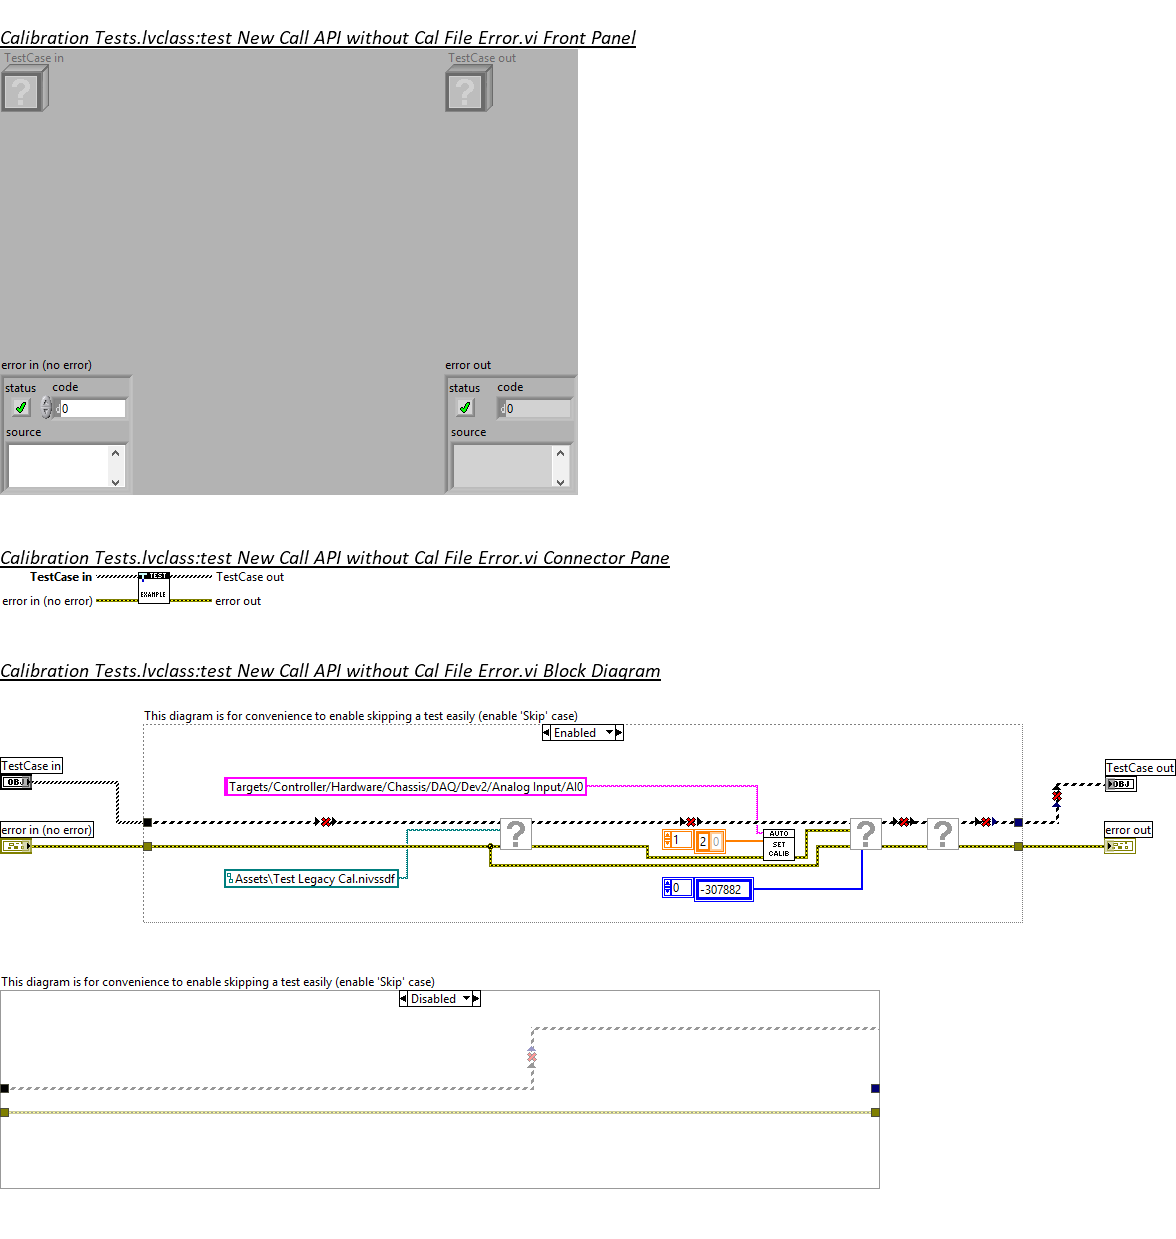 Calibration Tests.lvclass:test New Call API without Cal File Error.vi Front Panel
TestCase in
TestCase out
?
?
error in (no error)
error out
status
code
status
code
d
0
d
0
source
source
Calibration Tests.lvclass:test New Call API without Cal File Error.vi Connector Pane
TestCase in
TEST
TestCase out
error in (no error)
EXAMPLE
error out
Calibration Tests.lvclass:test New Call API without Cal File Error.vi Block Diagram
This diagram is for convenience to enable skipping a test easily (enable 'Skip' case)
Enabled
TestCase in
OBJ
TestCase out
OBJ
Targets/Controller/Hardware/Chassis/DAQ/Dev2/Analog Input/AI0
error in (no error)
error out
?
1
2
0
AUTO
SET
CALIB
?
?
Assets\Test Legacy Cal.nivssdf
0
-307882
This diagram is for convenience to enable skipping a test easily (enable 'Skip' case)
Disabled